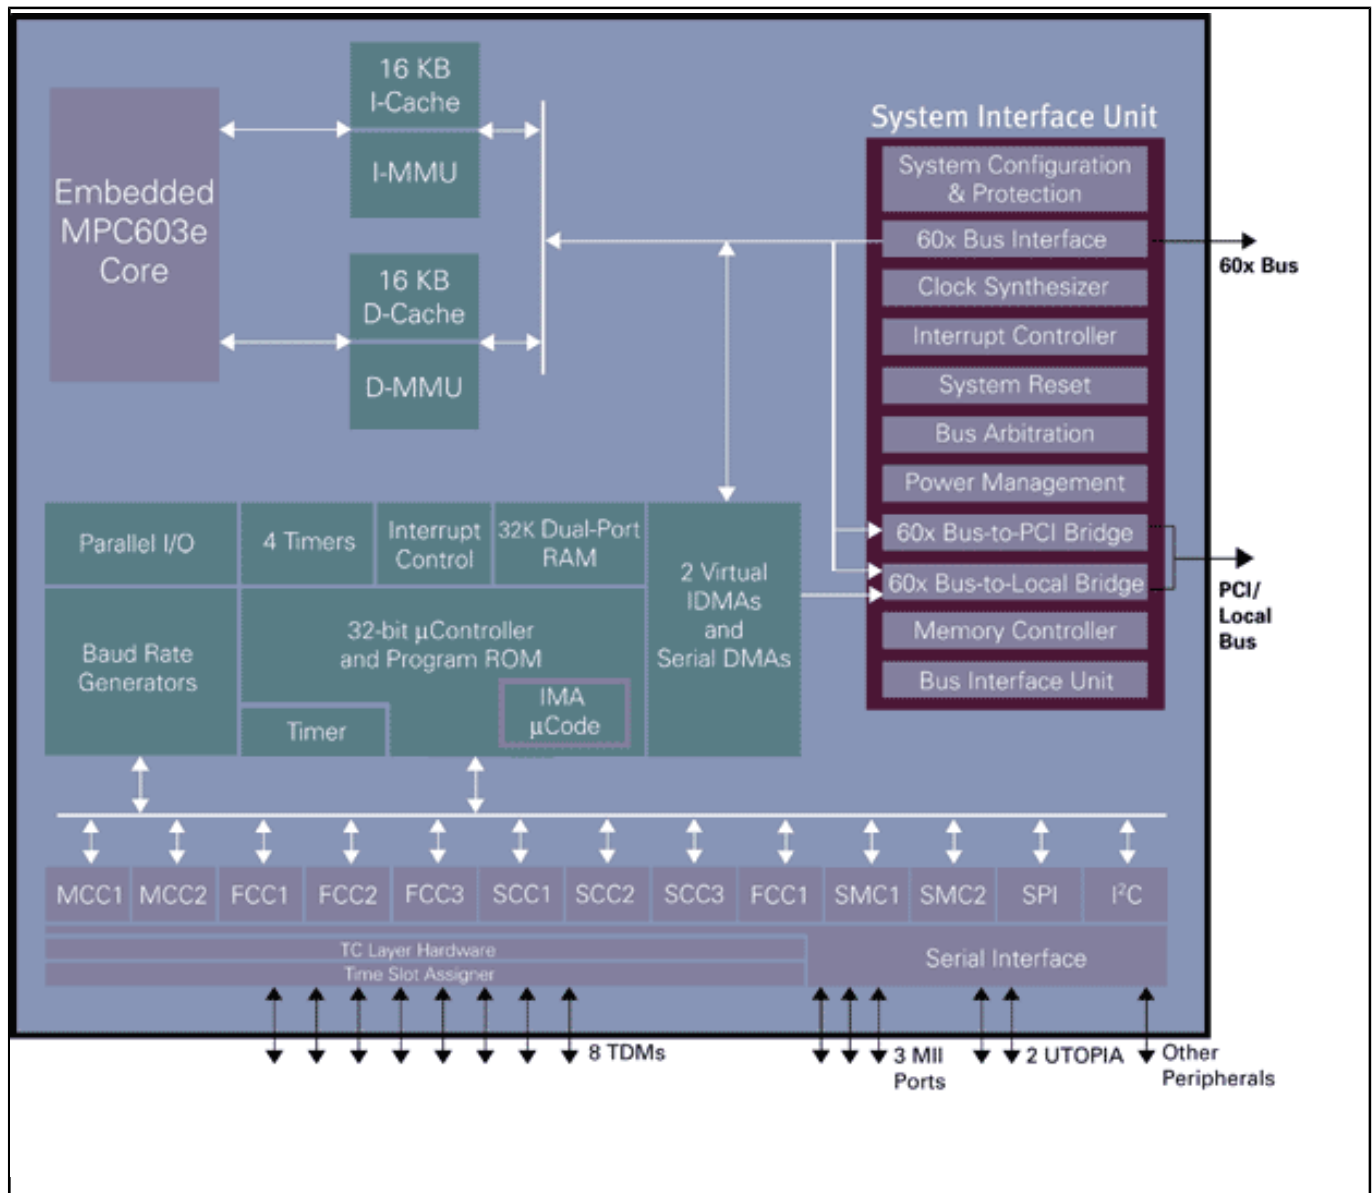 16 KB
I-Cache
I-MMU
Embedded
MPC603e
Core
16 KB
D-Cache
D-MMU
System Interface Unit
System Configuration
& Protection
60x Bus Interface
60x Bus
Clock Synthesizer
Interrupt Controller
System Reset
Bus Arbitration
Power Management
60x Bus-to-PCI Bridge
60x Bus-to-Local Bridge
PCI/
Local
Bus
Memory Controller
Bus Interface Unit
Parallel I/O
4 Timers
Interrupt
Control
32K Dual-Port
RAM
2 Virtual
IDMAs
and
Serial DMAs
Baud Rate
Generators
32-bit µController
and Program ROM
IMA
µCode
Timer
MCC1 MCC2 FCC1 FCC2 FCC3 SCC1 SCC2 SCC3 FCC1 SMC1 SMC2 SPI I²C
TC Layer Hardware
Time Slot Assigner
Serial Interface
8 TDMs
3 MII
Ports
2 UTOPIA
Other
Peripherals